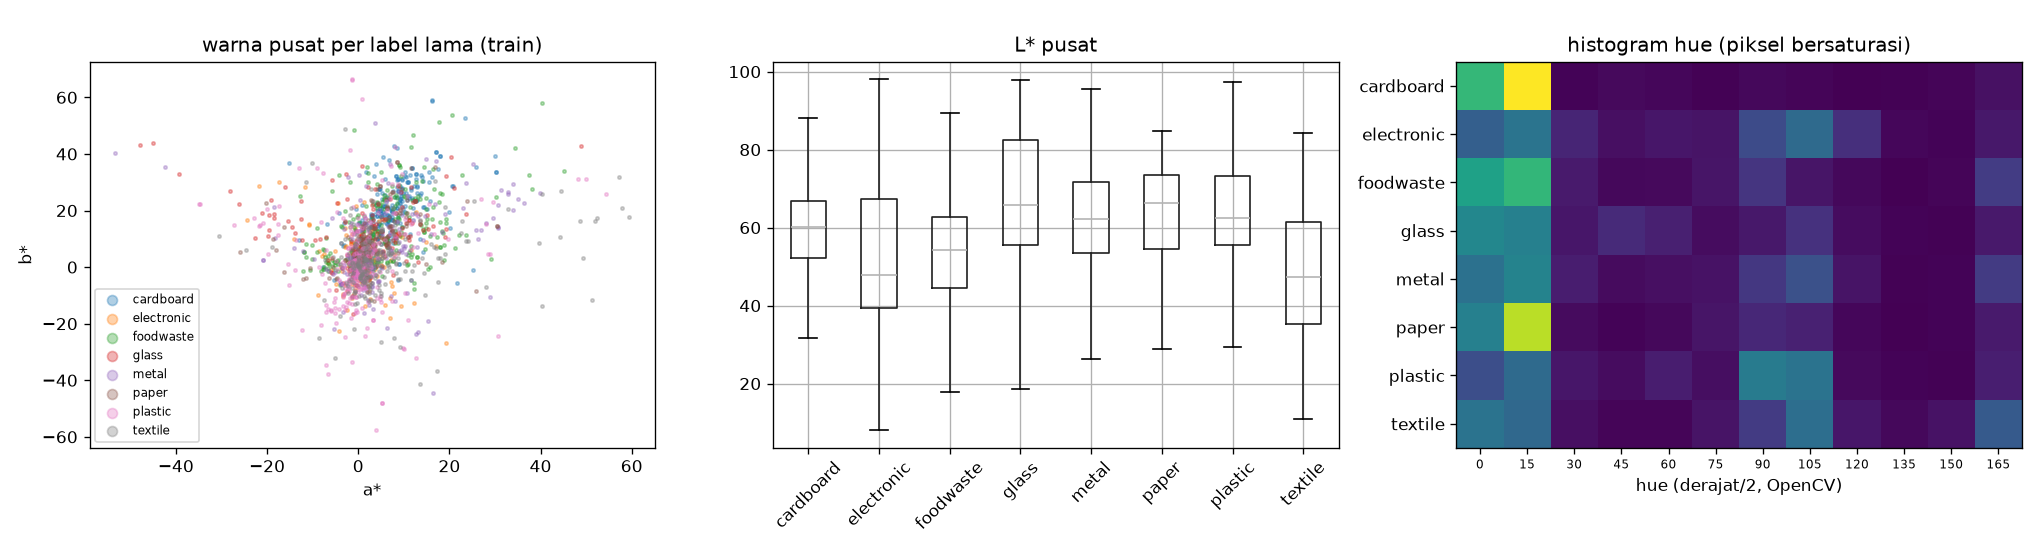 warna pusat per label lama (train)
60
40
20
0
−20
−40
−60
b*
cardboard
electronic
foodwaste
glass
metal
paper
plastic
textile
−40
−20
0
20
40
60
a*
L* pusat
100
80
60
40
20
cardboard
electronic
foodwaste
glass
metal
paper
plastic
textile
histogram hue (piksel bersaturasi)
cardboard
electronic
foodwaste
glass
metal
paper
plastic
textile
0
15
30
45
60
75
90
105
120
135
150
165
hue (derajat/2, OpenCV)